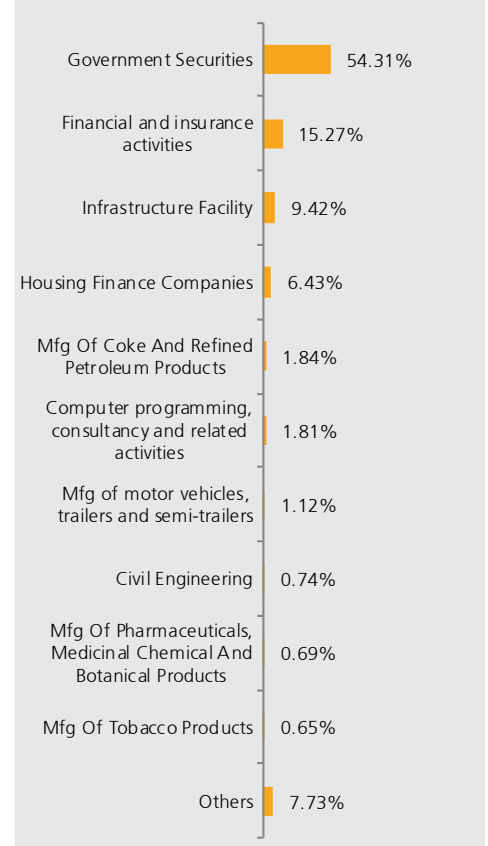 Government Securities 54.31%
Financial and insurance
activities 15.27%
Infrastructure Facility 9.42%
Housing Finance Companies 6.43%
Mfg Of Coke And Refined
Petroleum Products 1.84%
Computer programming,
consultancy and related 1.81%
activities
Mfg of motor vehicles,
trailers and semi-trailers 1.12%
Civil Engineering 0.74%
Mfg Of Pharmaceuticals,
Medicinal Chemical And 0.69%
Botanical Products
Mfg Of Tobacco Products 0.65%
Others 7.73%